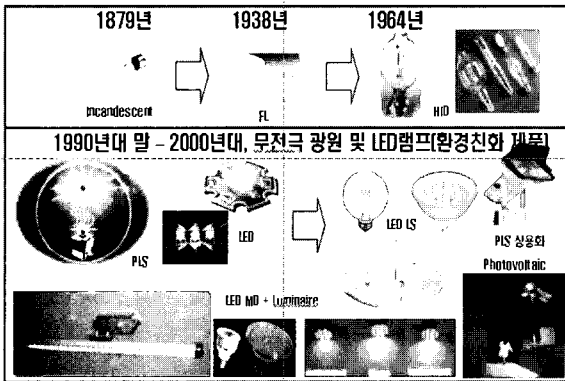 1879년
1938년
1964년
Incandescent
FL
HID
1990년대 말 – 2000년대, 무전극 광원 및 LED램프(환경친화 제품)
PLS
LED
LED LS
PLS 상용화
Photovoltaic
LED MD + Luminaire